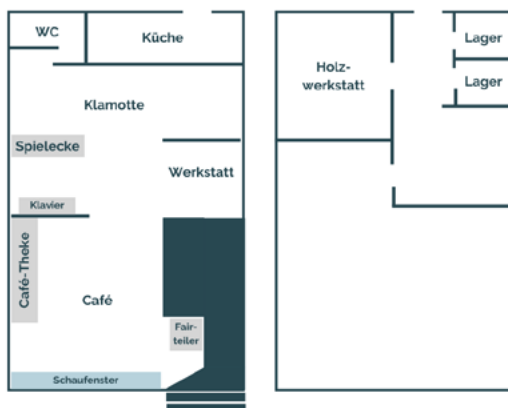 WC
Küche
Klamotte
Spielecke
Werkstatt
Klavier
Café-Theke
Café
Fair-
teiler
Schaufenster
Holz-
werkstatt
Lager
Lager